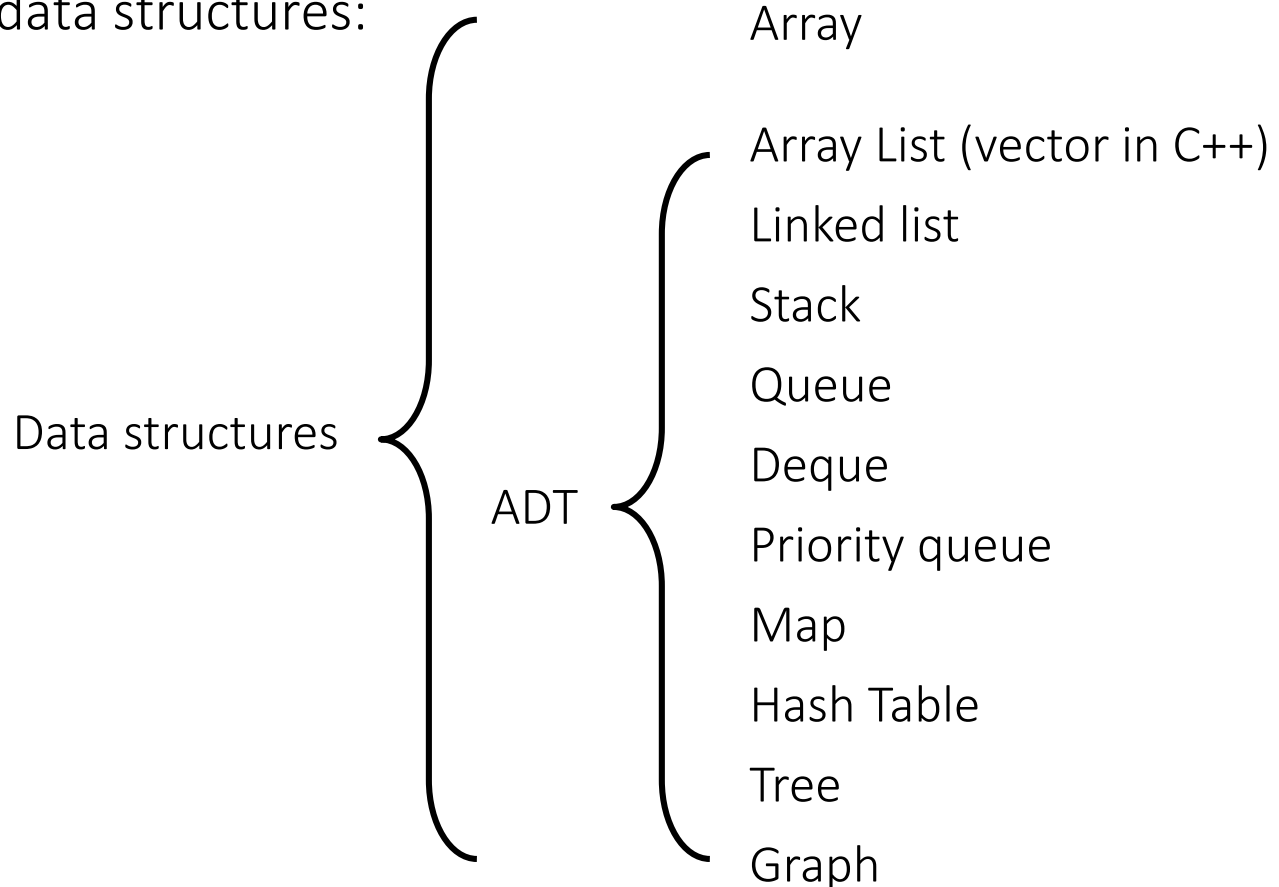 data structures:
Array
Array List (vector in C++)
Linked list
Stack
Queue
Data structures
Deque
ADT
Priority queue
Map
Hash Table
Tree
Graph